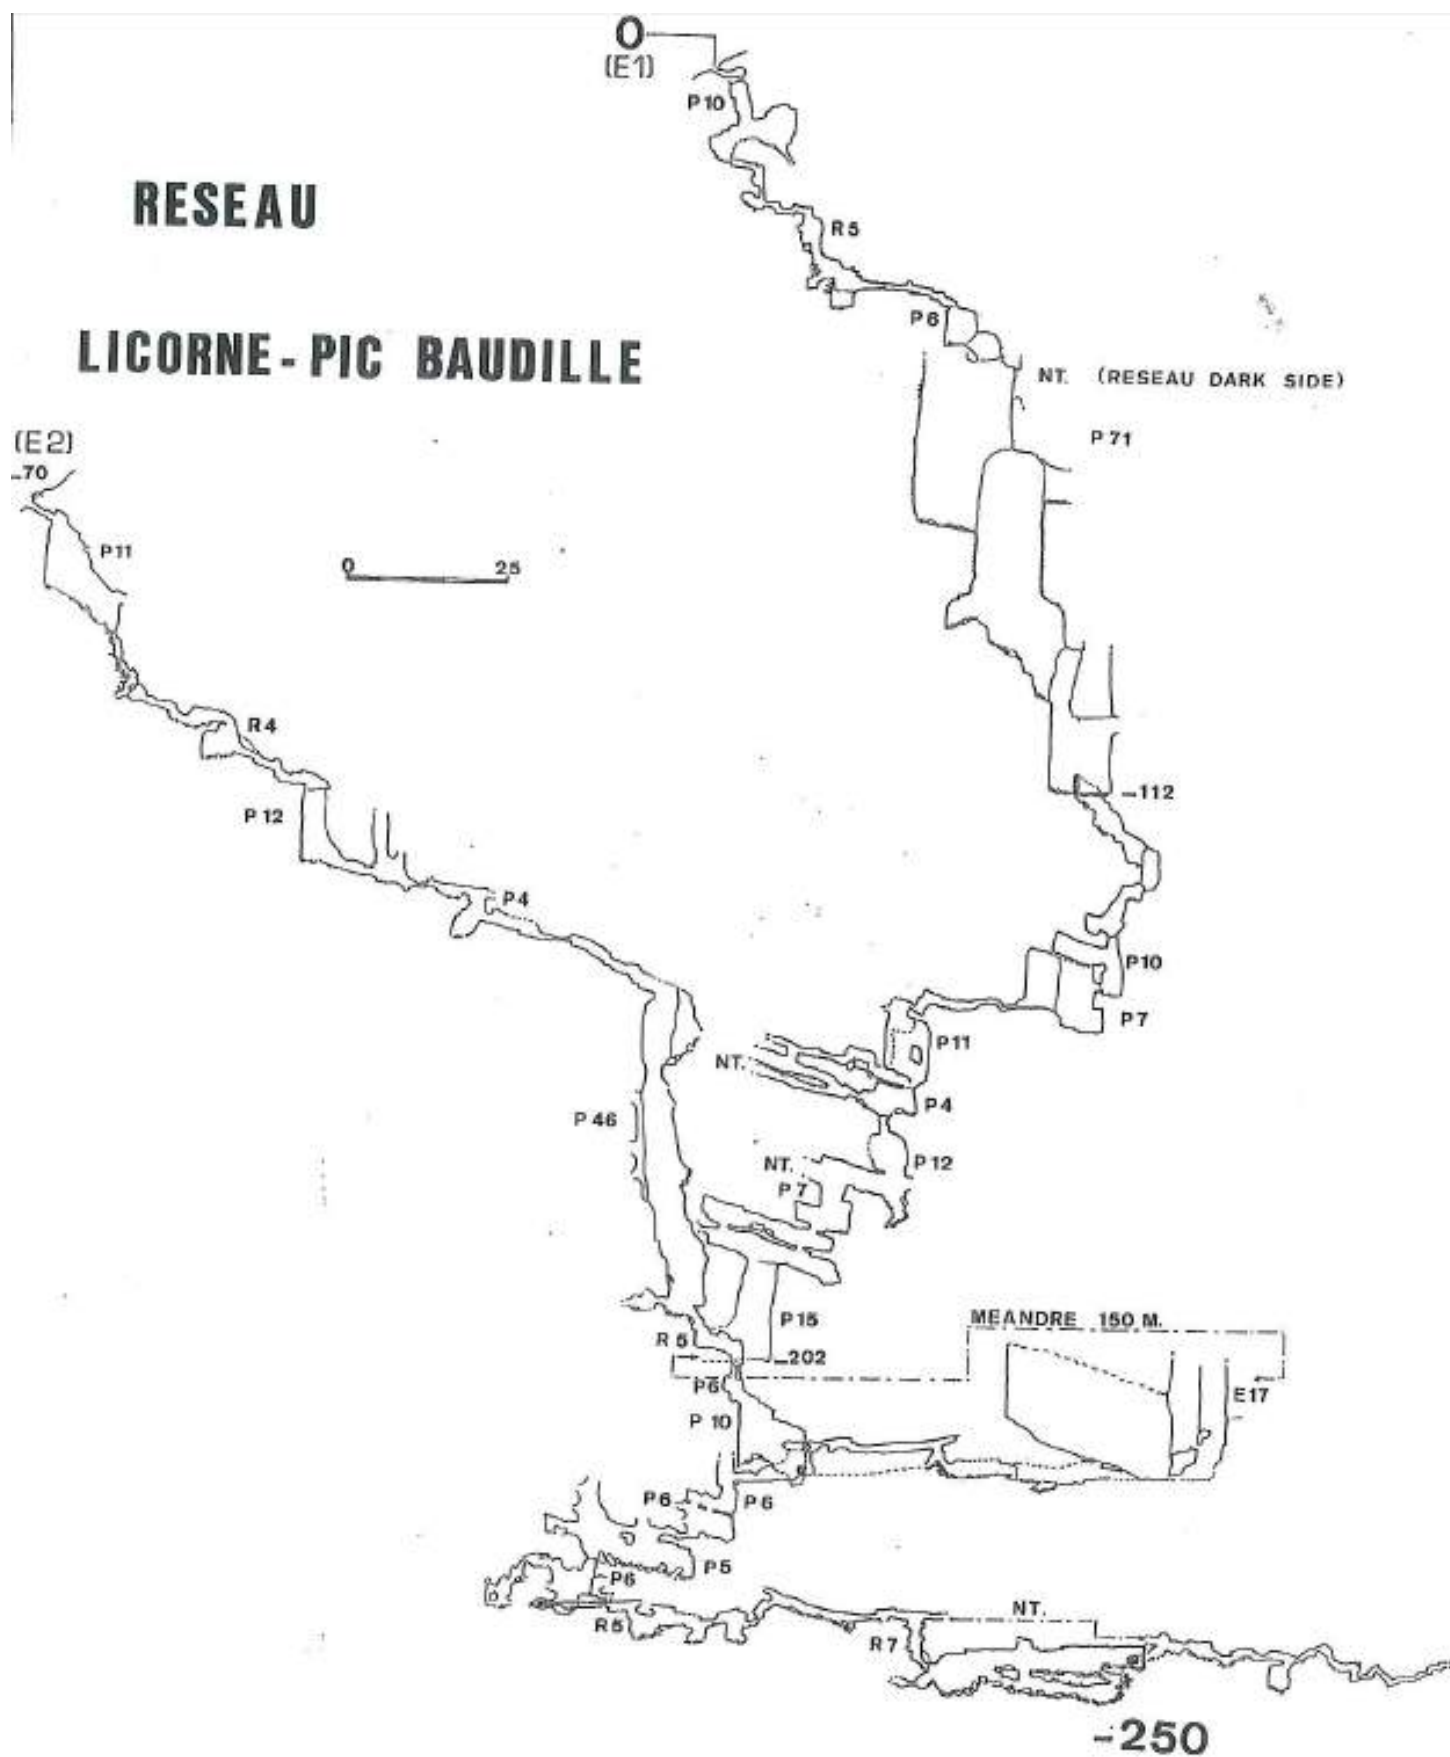 0
(E1)
P10
RESEAU
R5
LICORNE - PIC BAUDILLE
P6
NT. (RESEAU DARK SIDE)
P71
(E2)
-70
P11
0 25
R4
P12
-112
P4
P10
P7
P11
NT.
P4
P46
P12
NT.
P7
P15
MEANDRE 150 M.
R5
-202
P6
E17
P10
P6
P6
P5
P6
R5
NT.
R7
-250